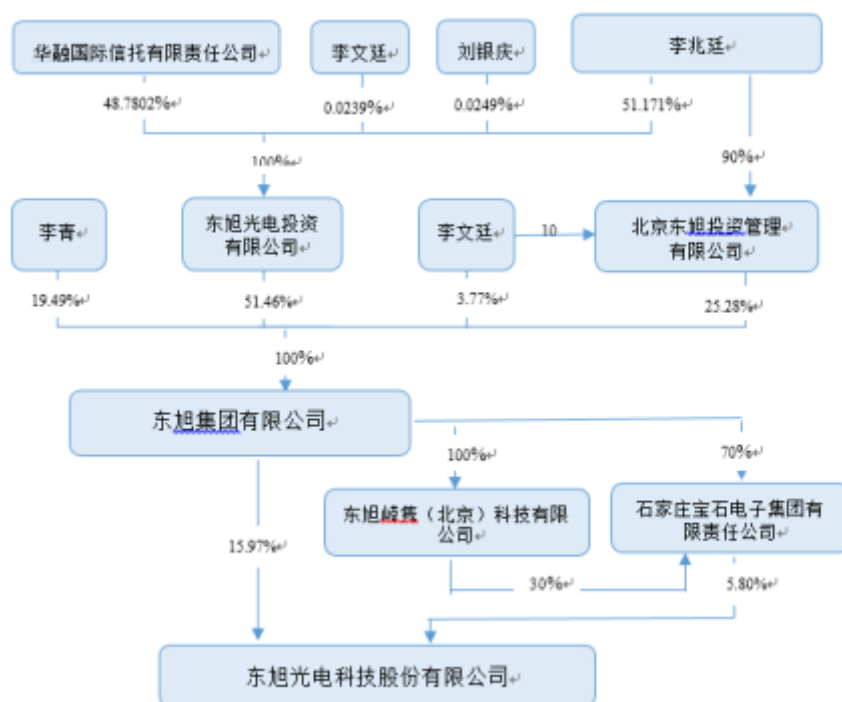 华融国际信托有限责任公司
李文廷
刘银庆
李兆廷
48.7802%
0.0239%
0.0249%
51.171%
100%
90%
李青
东旭光电投资
有限公司
李文廷
10
北京东旭投资管理
有限公司
19.49%
51.46%
3.77%
25.28%
100%
东旭集团有限公司
100%
70%
东旭㠇隽（北京）科技有限
公司
石家庄宝石电子集团有
限责任公司
15.97%
30%
5.80%
东旭光电科技股份有限公司